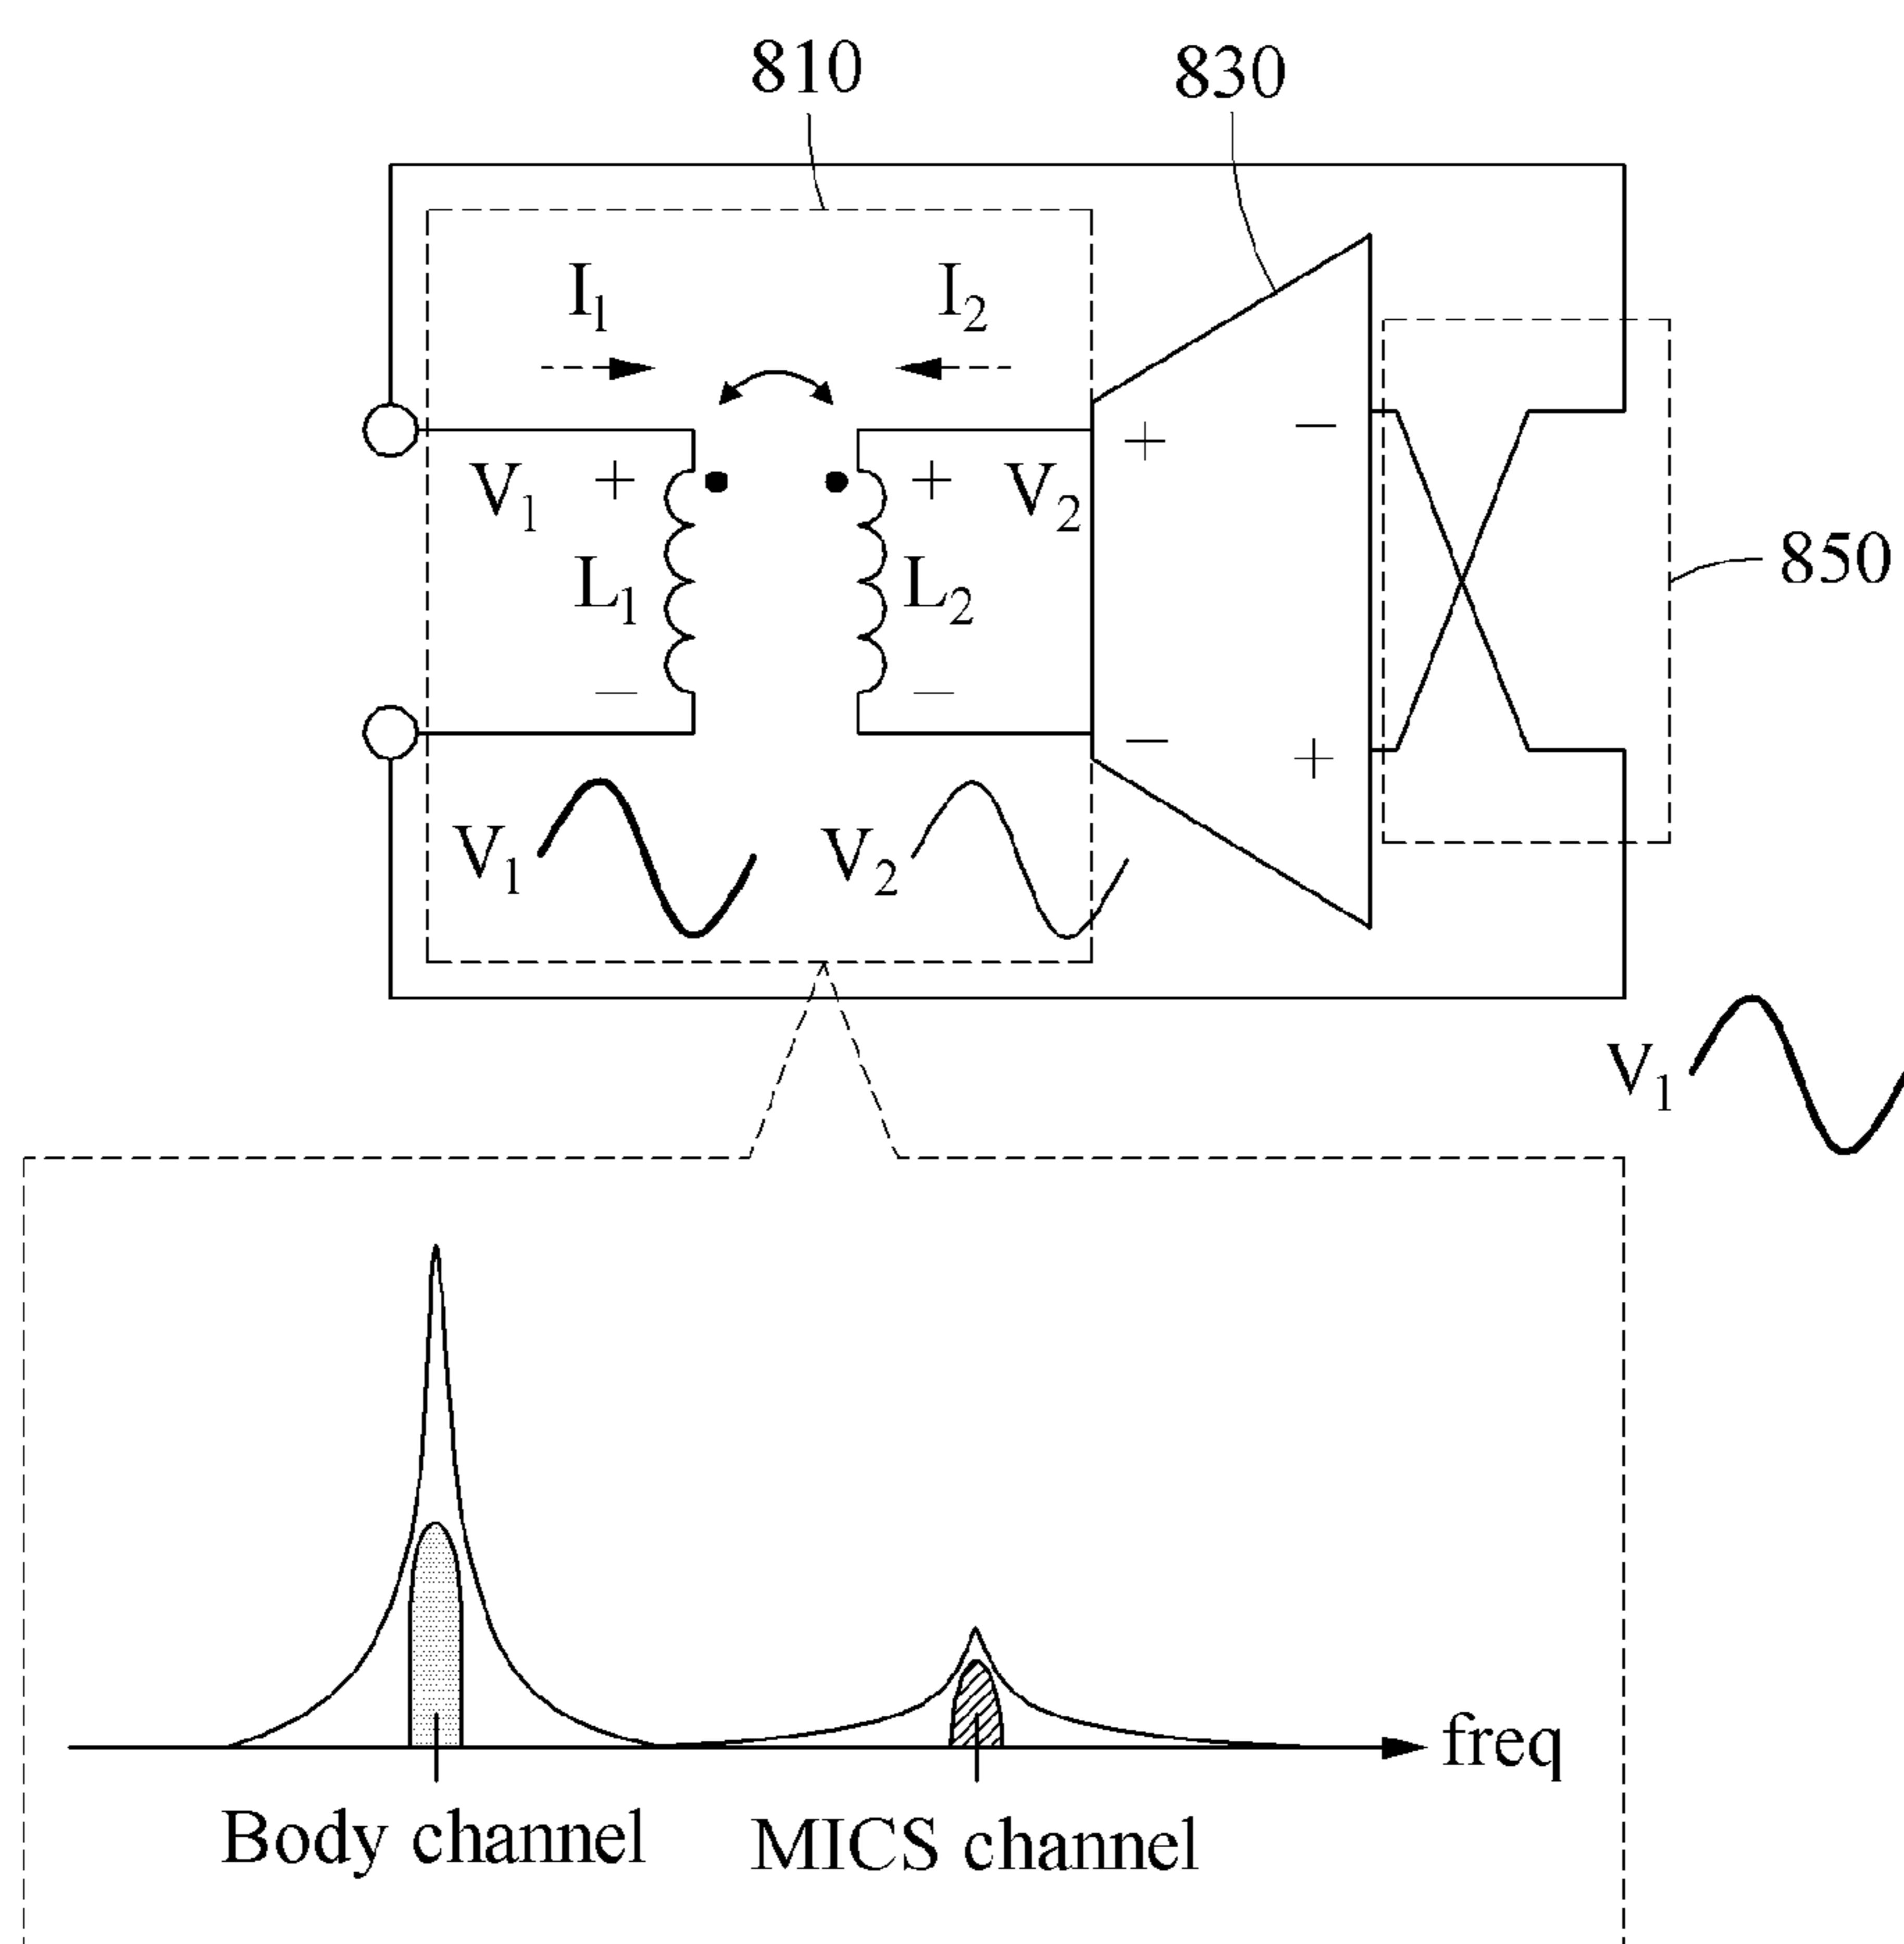 810
830
I1
I2
+
−
V1
+
+
V2
850
L1
L2
−
−
−
+
V1
V2
V1
freq
Body channel
MICS channel